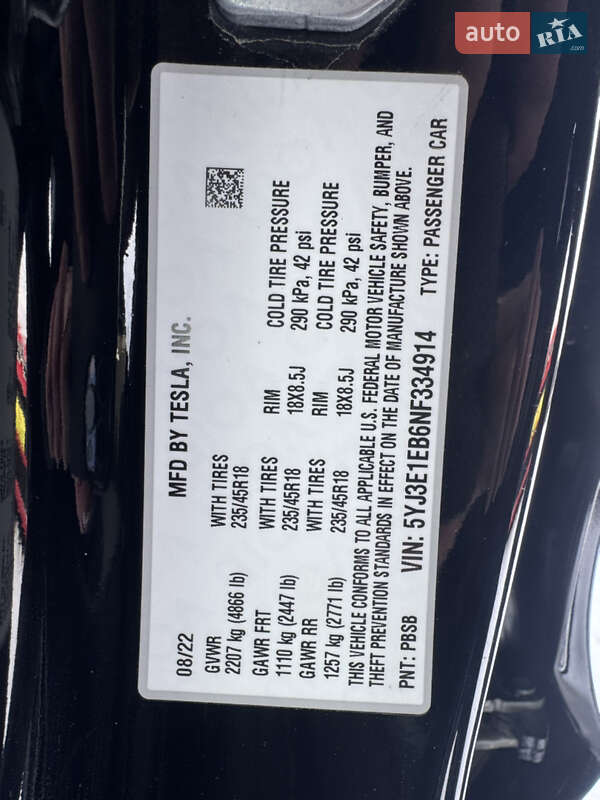 auto RIA.com
08/22 MFD BY TESLA, INC.
GVWR WITH TIRES
2207 kg (4866 lb) 235/45R18
GAWR FRT WITH TIRES RIM COLD TIRE PRESSURE
1110 kg (2447 lb) 235/45R18 18X8.5J 290 kPa, 42 psi
GAWR RR WITH TIRES RIM COLD TIRE PRESSURE
1257 kg (2771 lb) 235/45R18 18X8.5J 290 kPa, 42 psi
THIS VEHICLE CONFORMS TO ALL APPLICABLE U.S. FEDERAL MOTOR VEHICLE SAFETY, BUMPER, AND
THEFT PREVENTION STANDARDS IN EFFECT ON THE DATE OF MANUFACTURE SHOWN ABOVE.
PNT: PBSB VIN: 5YJ3E1EB6NF334914 TYPE: PASSENGER CAR